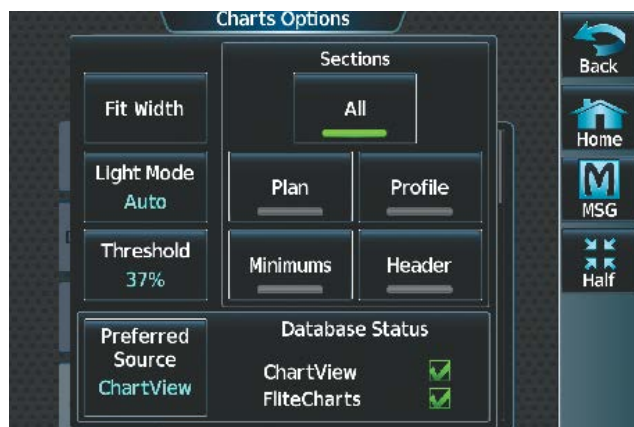 Charts Options
Sections
Fit Width
All
Light Mode
Auto
Plan
Profile
Threshold
37%
Minimums
Header
Preferred
Source
ChartView
Database Status
ChartView
FliteCharts
Back
Home
MSG
Half